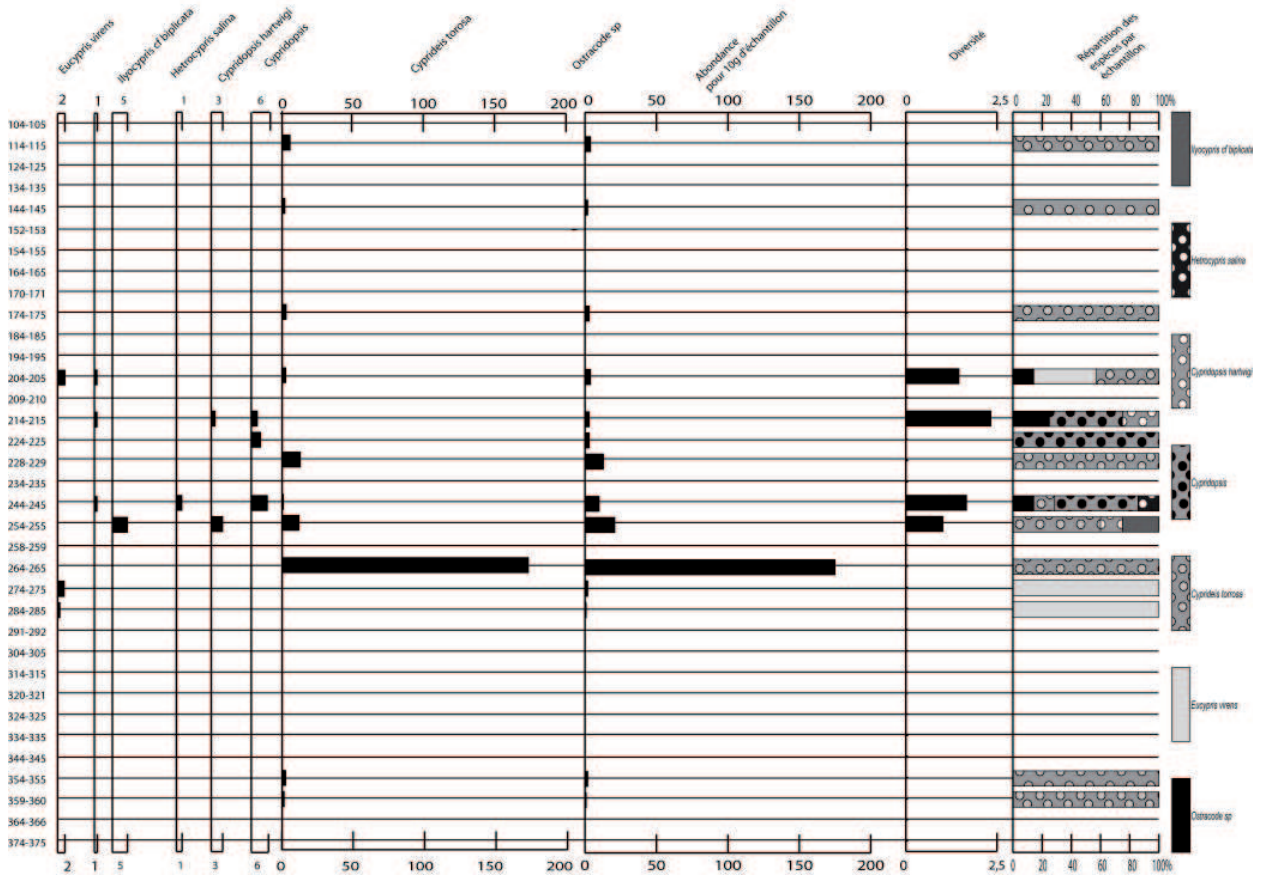 Eucypris virens
Ilyocypris cf biplicata
Hetrocypris salina
Cypridopsis hartwigi
Cypridopsis
Cyprideis torosa
Ostracode sp
Abondance
pour 10g d'échantillon
Diversité
Répartition des
espèces par
échantillon
2 1 5 1 3 6 0 50 100 150 200 0 50 100 150 200 0 2,5 0 20 40 60 80 100%
104-105
114-115
124-125
134-135
144-145
152-153
154-155
164-165
170-171
174-175
184-185
194-195
204-205
209-210
214-215
224-225
228-229
234-235
244-245
254-255
258-259
264-265
274-275
284-285
291-292
304-305
314-315
320-321
324-325
334-335
344-345
354-355
359-360
364-366
374-375
2 1 5 1 3 6 0 50 100 150 200 0 50 100 150 200 0 2,5 0 20 40 60 80 100%
Ilyocypris cf biplicata
Hetrocypris saline
Cypridopsis hartwigi
Cypridopsis
Cyprideis torrosa
Eucypris virens
Ostracode sp